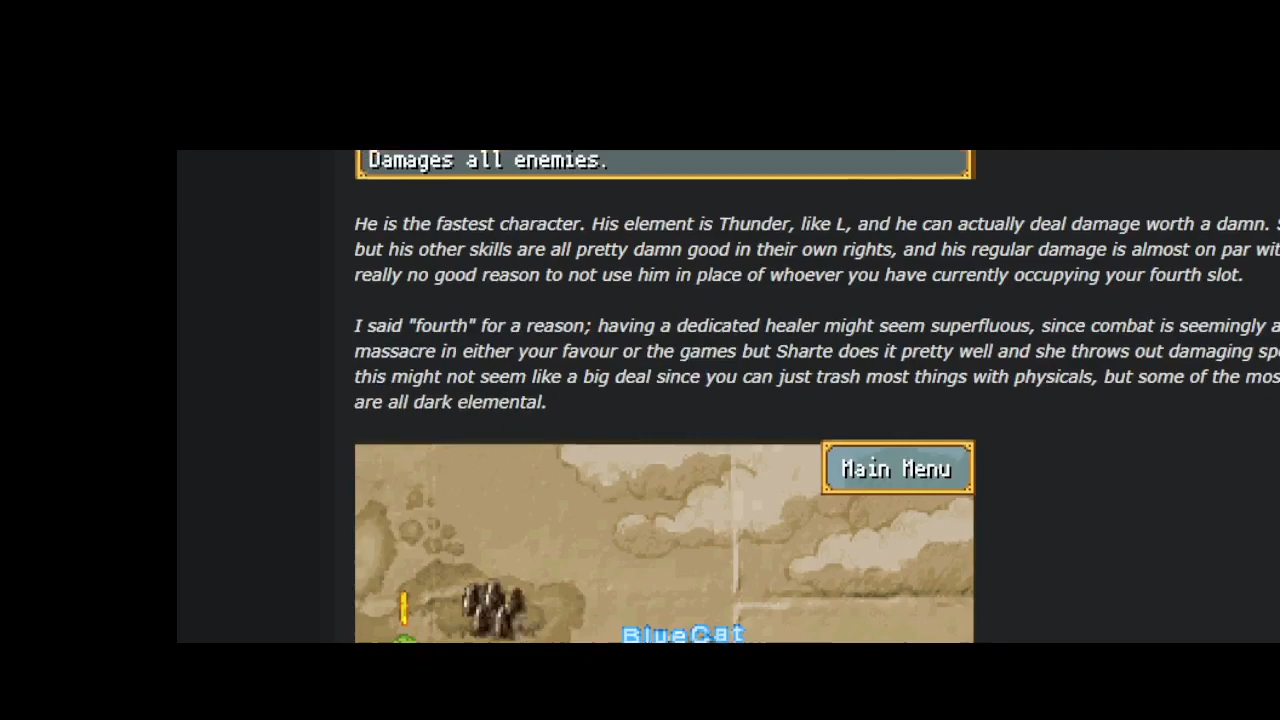 Damages all enemies.
He is the fastest character. His element is Thunder, like L, and he can actually deal damage worth a damn.
but his other skills are all pretty damn good in their own rights, and his regular damage is almost on par
really no good reason to not use him in place of whoever you have currently occupying your fourth slot.
I said "fourth" for a reason; having a dedicated healer might seem superfluous, since combat is seemingly a
massacre in either your favour or the games but Sharte does it pretty well and she throws out damaging
this might not seem like a big deal since you can just trash most things with physicals, but some of the
are all dark elemental.
Main Menu
BlueCat